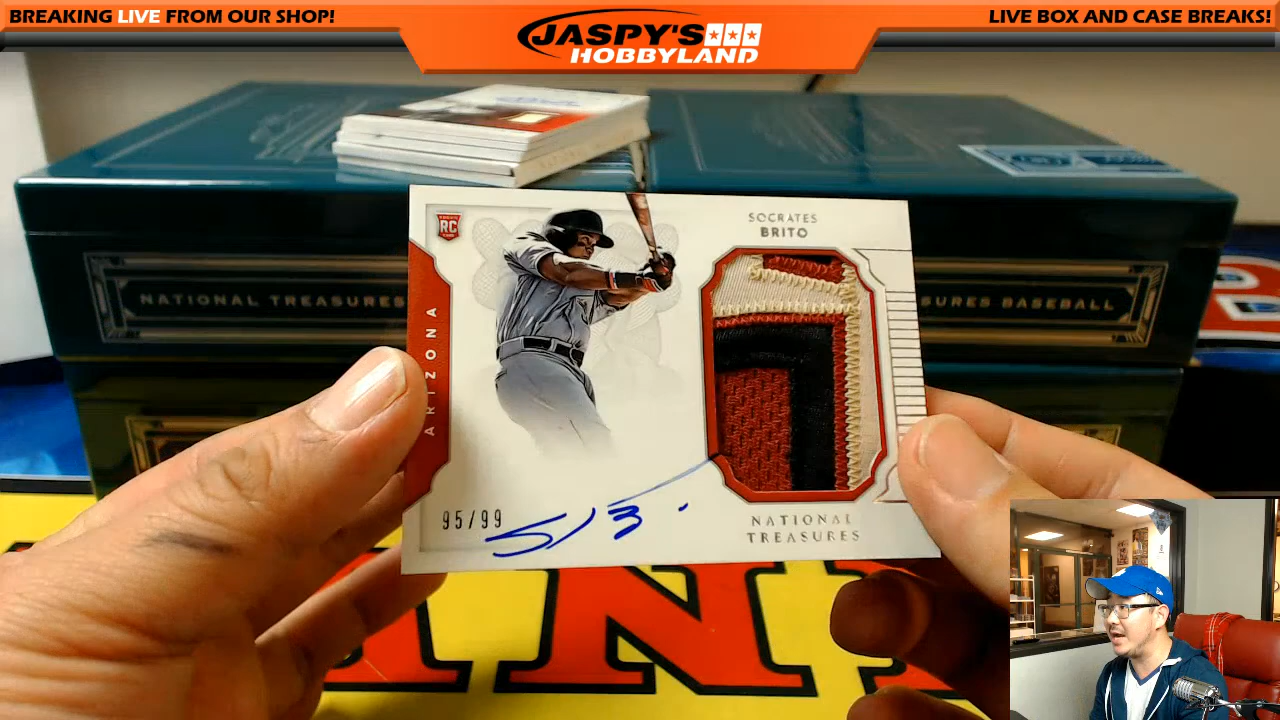 BREAKING LIVE FROM OUR SHOP!
JASPY'S
HOBBYLAND
LIVE BOX AND CASE BREAKS!
NATIONAL TREASURES
SURES BASEBALL
ROOKIE
RC
SOCRATES
BRITO
ARIZONA
95/99
NATIONAL
TREASURES